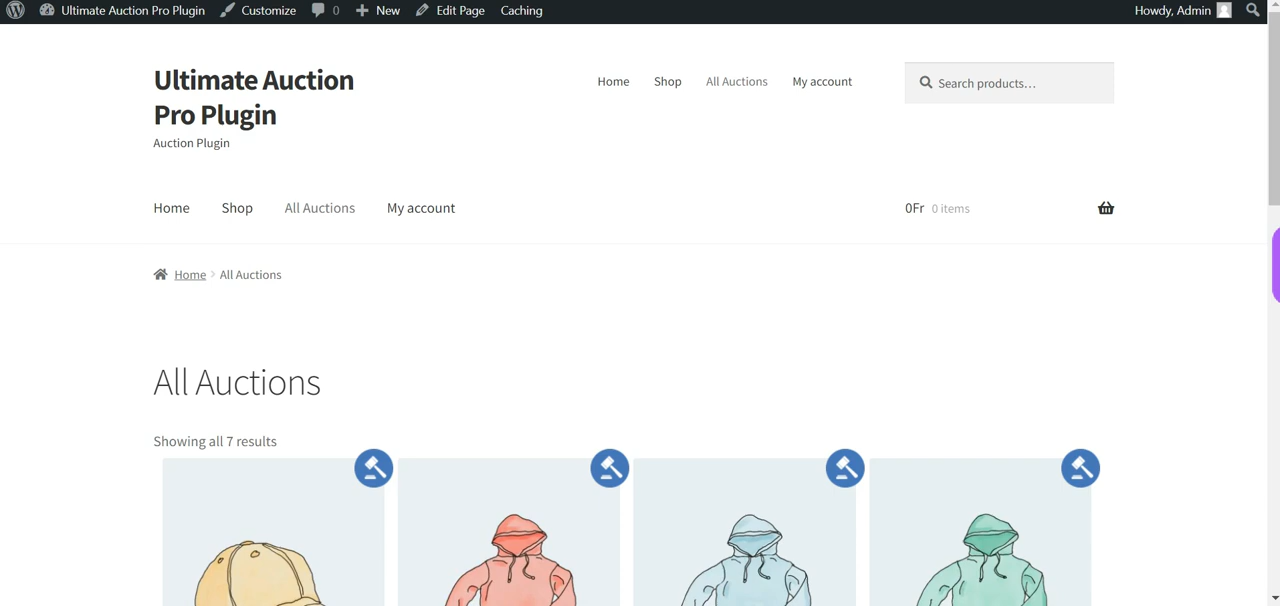 Ultimate Auction Pro Plugin Customize 0 New Edit Page Caching Howdy, Admin
Ultimate Auction
Pro Plugin
Auction Plugin
Home Shop All Auctions My account Search products…
Home Shop All Auctions My account 0Fr 0 items
Home All Auctions
All Auctions
Showing all 7 results